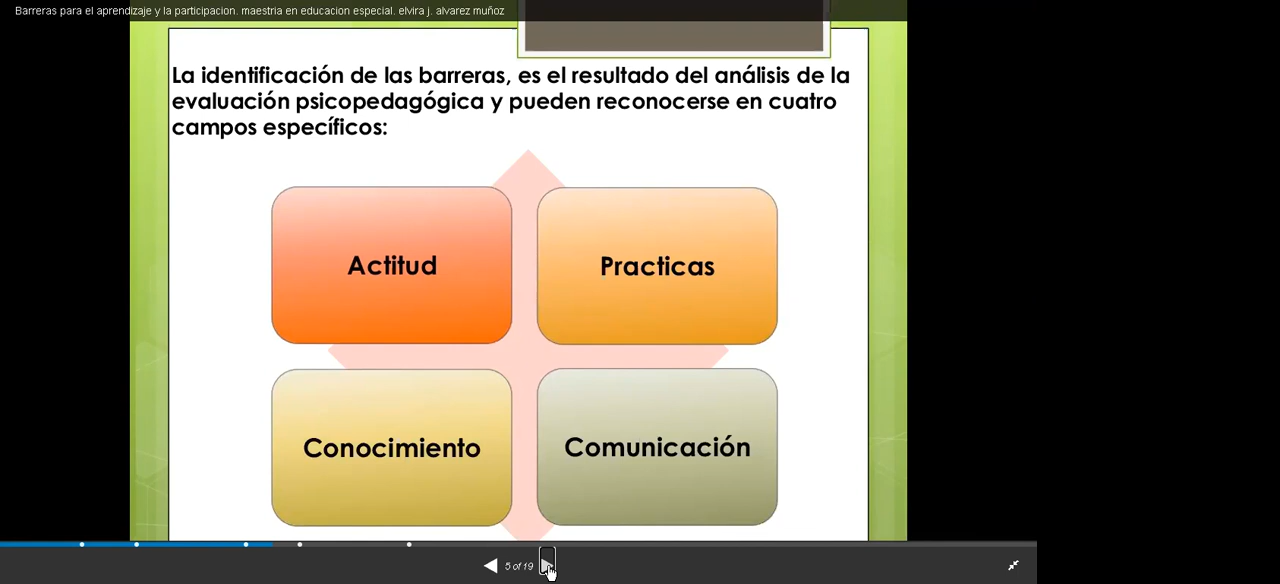 Barreras para el aprendizaje y la participacion. maestria en educacion especial. elvira j. alvarez muñoz
La identificación de las barreras, es el resultado del análisis de la
evaluación psicopedagógica y pueden reconocerse en cuatro
campos específicos:
Actitud
Practicas
Conocimiento
Comunicación
5 of 19